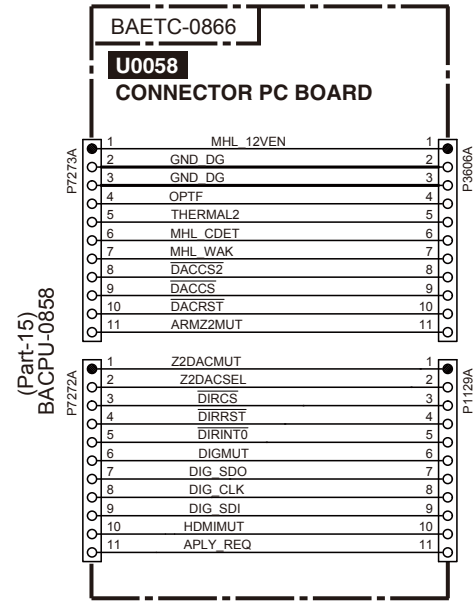 BAETC-0866
U0058
CONNECTOR PC BOARD
P7273A
P3606A
1 MHL_12VEN 1
2 GND_DG 2
3 GND_DG 3
4 OPTF 4
5 THERMAL2 5
6 MHL_CDET 6
7 MHL_WAK 7
8 DACCS2 8
9 DACCS 9
10 DACRST 10
11 ARMZ2MUT 11
(Part-15)
BACPU-0858
P7272A
P1129A
1 Z2DACMUT 1
2 Z2DACSEL 2
3 DIRCS 3
4 DIRRST 4
5 DIRINT0 5
6 DIGMUT 6
7 DIG_SDO 7
8 DIG_CLK 8
9 DIG_SDI 9
10 HDMIMUT 10
11 APLY_REQ 11